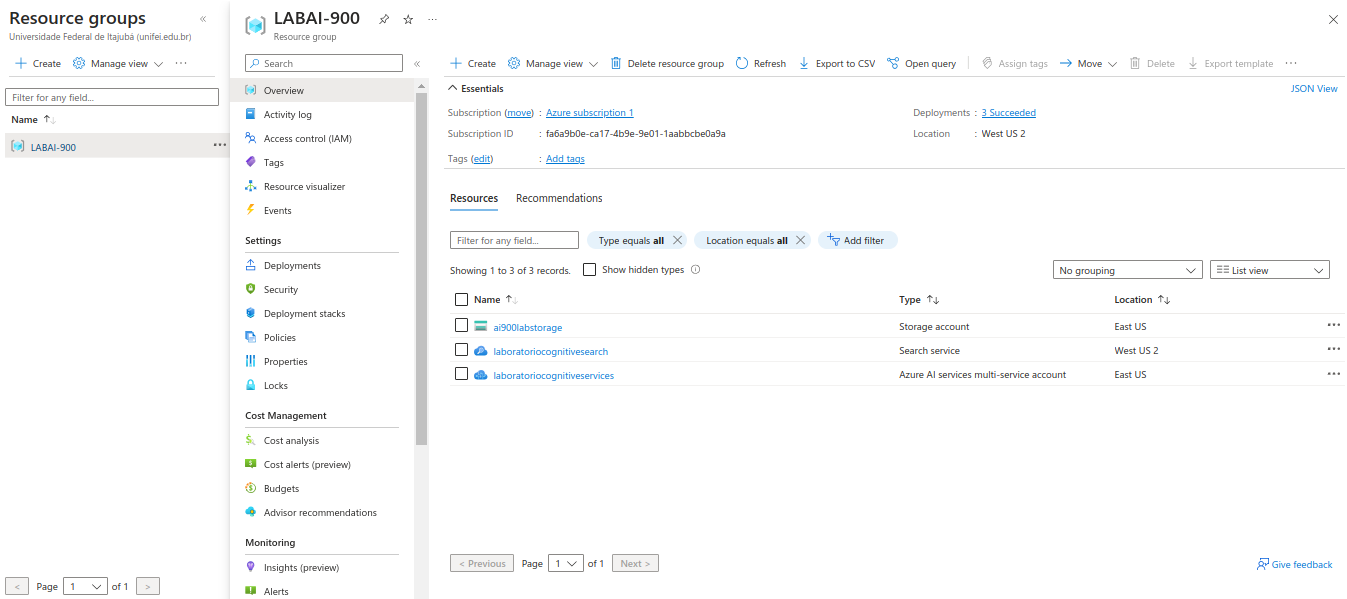 Resource groups
Universidade Federal de Itajubá (unifei.edu.br)
Create Manage view
Filter for any field...
Name
LABAI-900
< Page 1 of 1 >
LABAI-900
Resource group
Search
Overview
Activity log
Access control (IAM)
Tags
Resource visualizer
Events
Settings
Deployments
Security
Deployment stacks
Policies
Properties
Locks
Cost Management
Cost analysis
Cost alerts (preview)
Budgets
Advisor recommendations
Monitoring
Insights (preview)
Alerts
Create Manage view Delete resource group Refresh Export to CSV Open query Assign tags Move Delete Export template
Essentials JSON View
Subscription (move) : Azure subscription 1 Deployments : 3 Succeeded
Subscription ID : fa6a9b0e-ca17-4b9e-9e01-1aabbcbe0a9a Location : West US 2
Tags (edit) : Add tags
Resources Recommendations
Filter for any field... Type equals all Location equals all Add filter
Showing 1 to 3 of 3 records. Show hidden types No grouping List view
Name Type Location
ai900labstorage Storage account East US
laboratoriocognitivesearch Search service West US 2
laboratoriocognitiveservices Azure AI services multi-service account East US
< Previous Page 1 of 1 Next > Give feedback